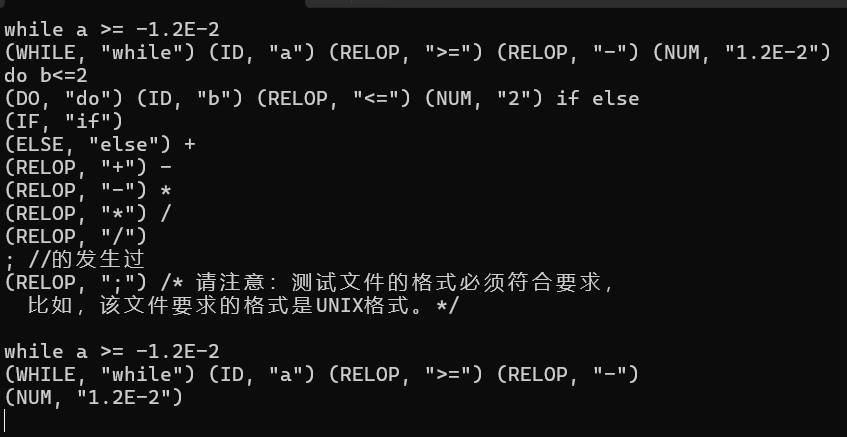 while a >= -1.2E-2
(WHILE, "while") (ID, "a") (RELOP, ">=") (RELOP, "-") (NUM, "1.2E-2")
do b<=2
(DO, "do") (ID, "b") (RELOP, "<=") (NUM, "2") if else
(IF, "if")
(ELSE, "else") +
(RELOP, "+") -
(RELOP, "-") *
(RELOP, "*") /
(RELOP, "/")
; //的发生过
(RELOP, ";") /* 请注意：测试文件的格式必须符合要求，
比如，该文件要求的格式是UNIX格式。*/
while a >= -1.2E-2
(WHILE, "while") (ID, "a") (RELOP, ">=") (RELOP, "-")
(NUM, "1.2E-2")